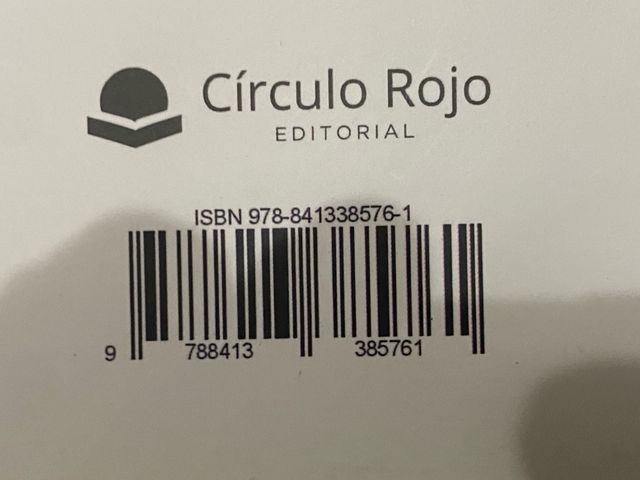 Círculo Rojo
EDITORIAL
ISBN 978-841338576-1
9 788413 385761